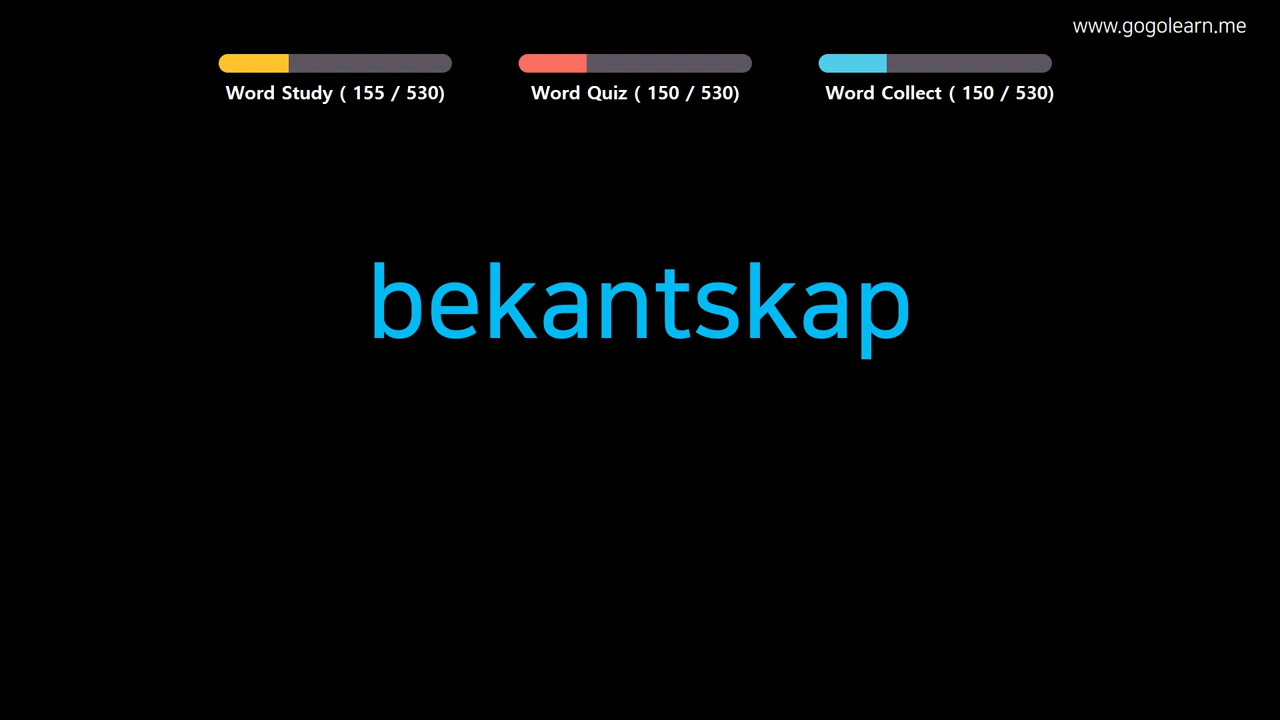 www.gogolearn.me
Word Study ( 155 / 530)
Word Quiz ( 150 / 530)
Word Collect ( 150 / 530)
bekantskap